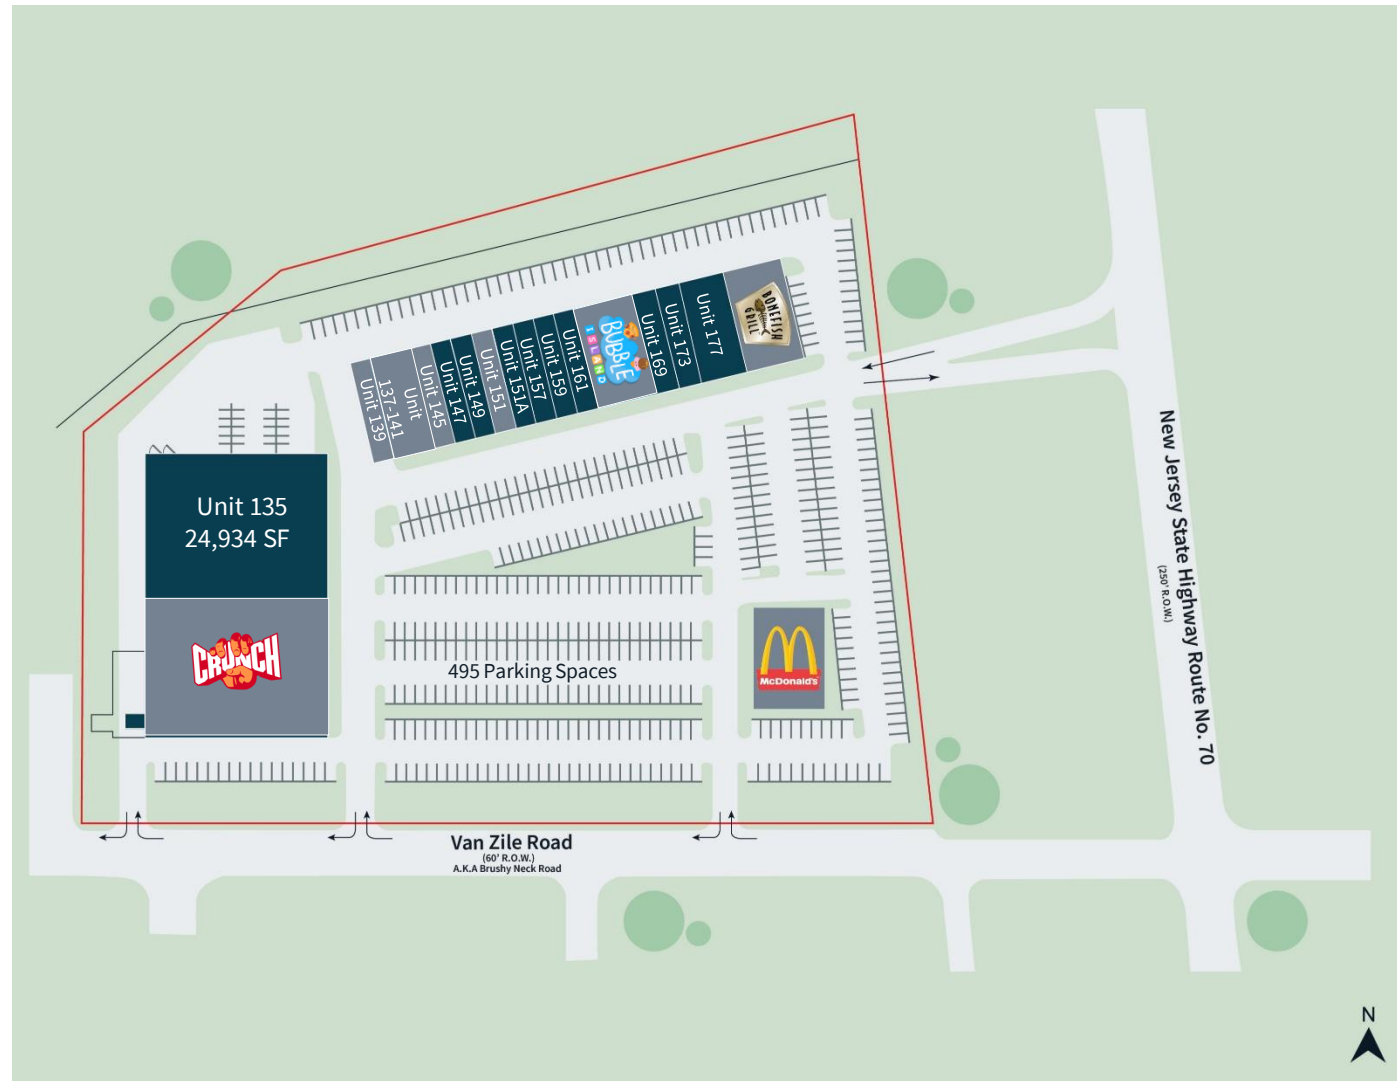 Unit 139
Unit
137-141
Unit 145
Unit 147
Unit 149
Unit 151
Unit 151A
Unit 157
Unit 159
Unit 161
BUBBLE
ISLAND
Unit 169
Unit 173
Unit 177
BONEFISH
GRILL
Unit 135
24,934 SF
CRUNCH
495 Parking Spaces
McDonald's
New Jersey State Highway Route No. 70
(250' R.O.W.)
Van Zile Road
(60' R.O.W.)
A.K.A Brushy Neck Road
N